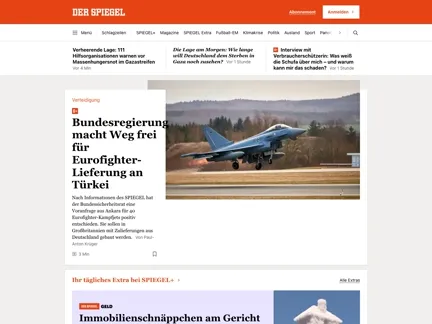 DER SPIEGEL
Abonnement
Anmelden
Menü Schlagzeilen SPIEGEL+ Magazine SPIEGEL Extra Fußball-EM Klimakrise Politik Ausland Sport
Verheerende Lage: 111
Hilfsorganisationen warnen vor
Massenhungersnot im Gazastreifen
Vor 8 Min
Die Lage am Morgen: Wie lange
will Deutschland dem Sterben in
Gaza noch zusehen? Vor 1 Stunde
Interview mit
Verbraucherschützerin: Was weiß
die Schufa über mich – und warum
kann mir das schaden? Vor 1 Stunde
Verteidigung
Bundesregierung
macht Weg frei
für
Eurofighter-
Lieferung an
Türkei
Nach Informationen des SPIEGEL hat
der Bundessicherheitsrat eine
Voranfrage aus Ankara für 40
Eurofighter-Kampfjets positiv
entschieden. Sie sollen in
Großbritannien mit Zulieferungen aus
Deutschland gebaut werden. Von Paul-
Anton Krüger
3 Min
Ihr tägliches Extra bei SPIEGEL+
Alle Extras
DER SPIEGEL GELD
Immobilienschnäppchen am Gericht